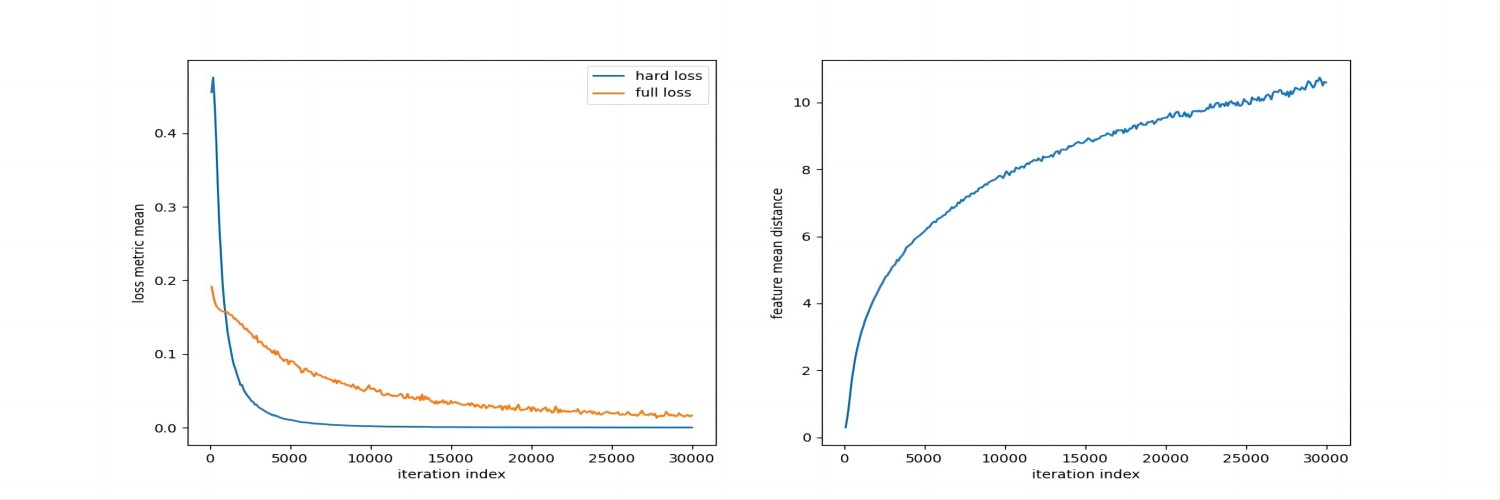 hard loss
full loss
0.4
0.3
0.2
0.1
0.0
loss metric mean
0 5000 10000 15000 20000 25000 30000
iteration index
10
8
6
4
2
0
feature mean distance
0 5000 10000 15000 20000 25000 30000
iteration index